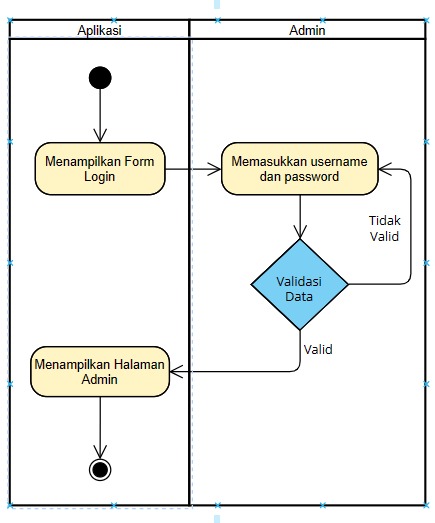 Aplikasi
Admin
Menampilkan Form
Login
Memasukkan username
dan password
Tidak
Valid
Validasi
Data
Valid
Menampilkan Halaman
Admin